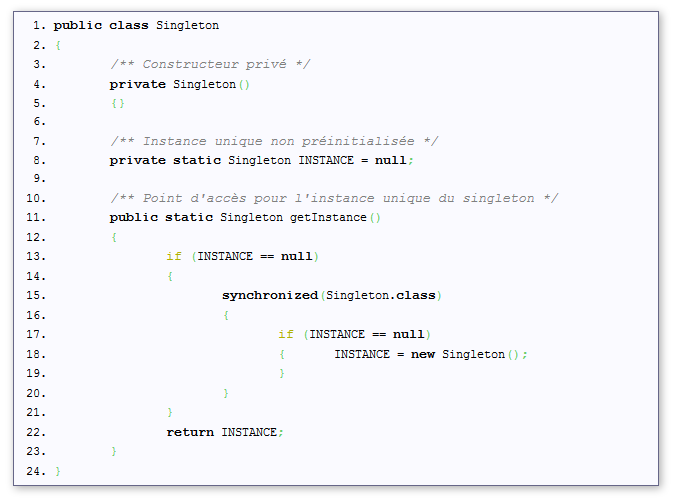 1. public class Singleton
2. {
3. /** Constructeur privé */
4. private Singleton()
5. {}
6.
7. /** Instance unique non préinitialisée */
8. private static Singleton INSTANCE = null;
9.
10. /** Point d'accès pour l'instance unique du singleton */
11. public static Singleton getInstance()
12. {
13. if (INSTANCE == null)
14. {
15. synchronized(Singleton.class)
16. {
17. if (INSTANCE == null)
18. { INSTANCE = new Singleton();
19. }
20. }
21. }
22. return INSTANCE;
23. }
24. }